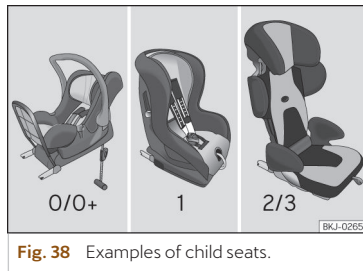 0/0+ 1 2/3
BKJ-0265
Fig. 38 Examples of child seats.